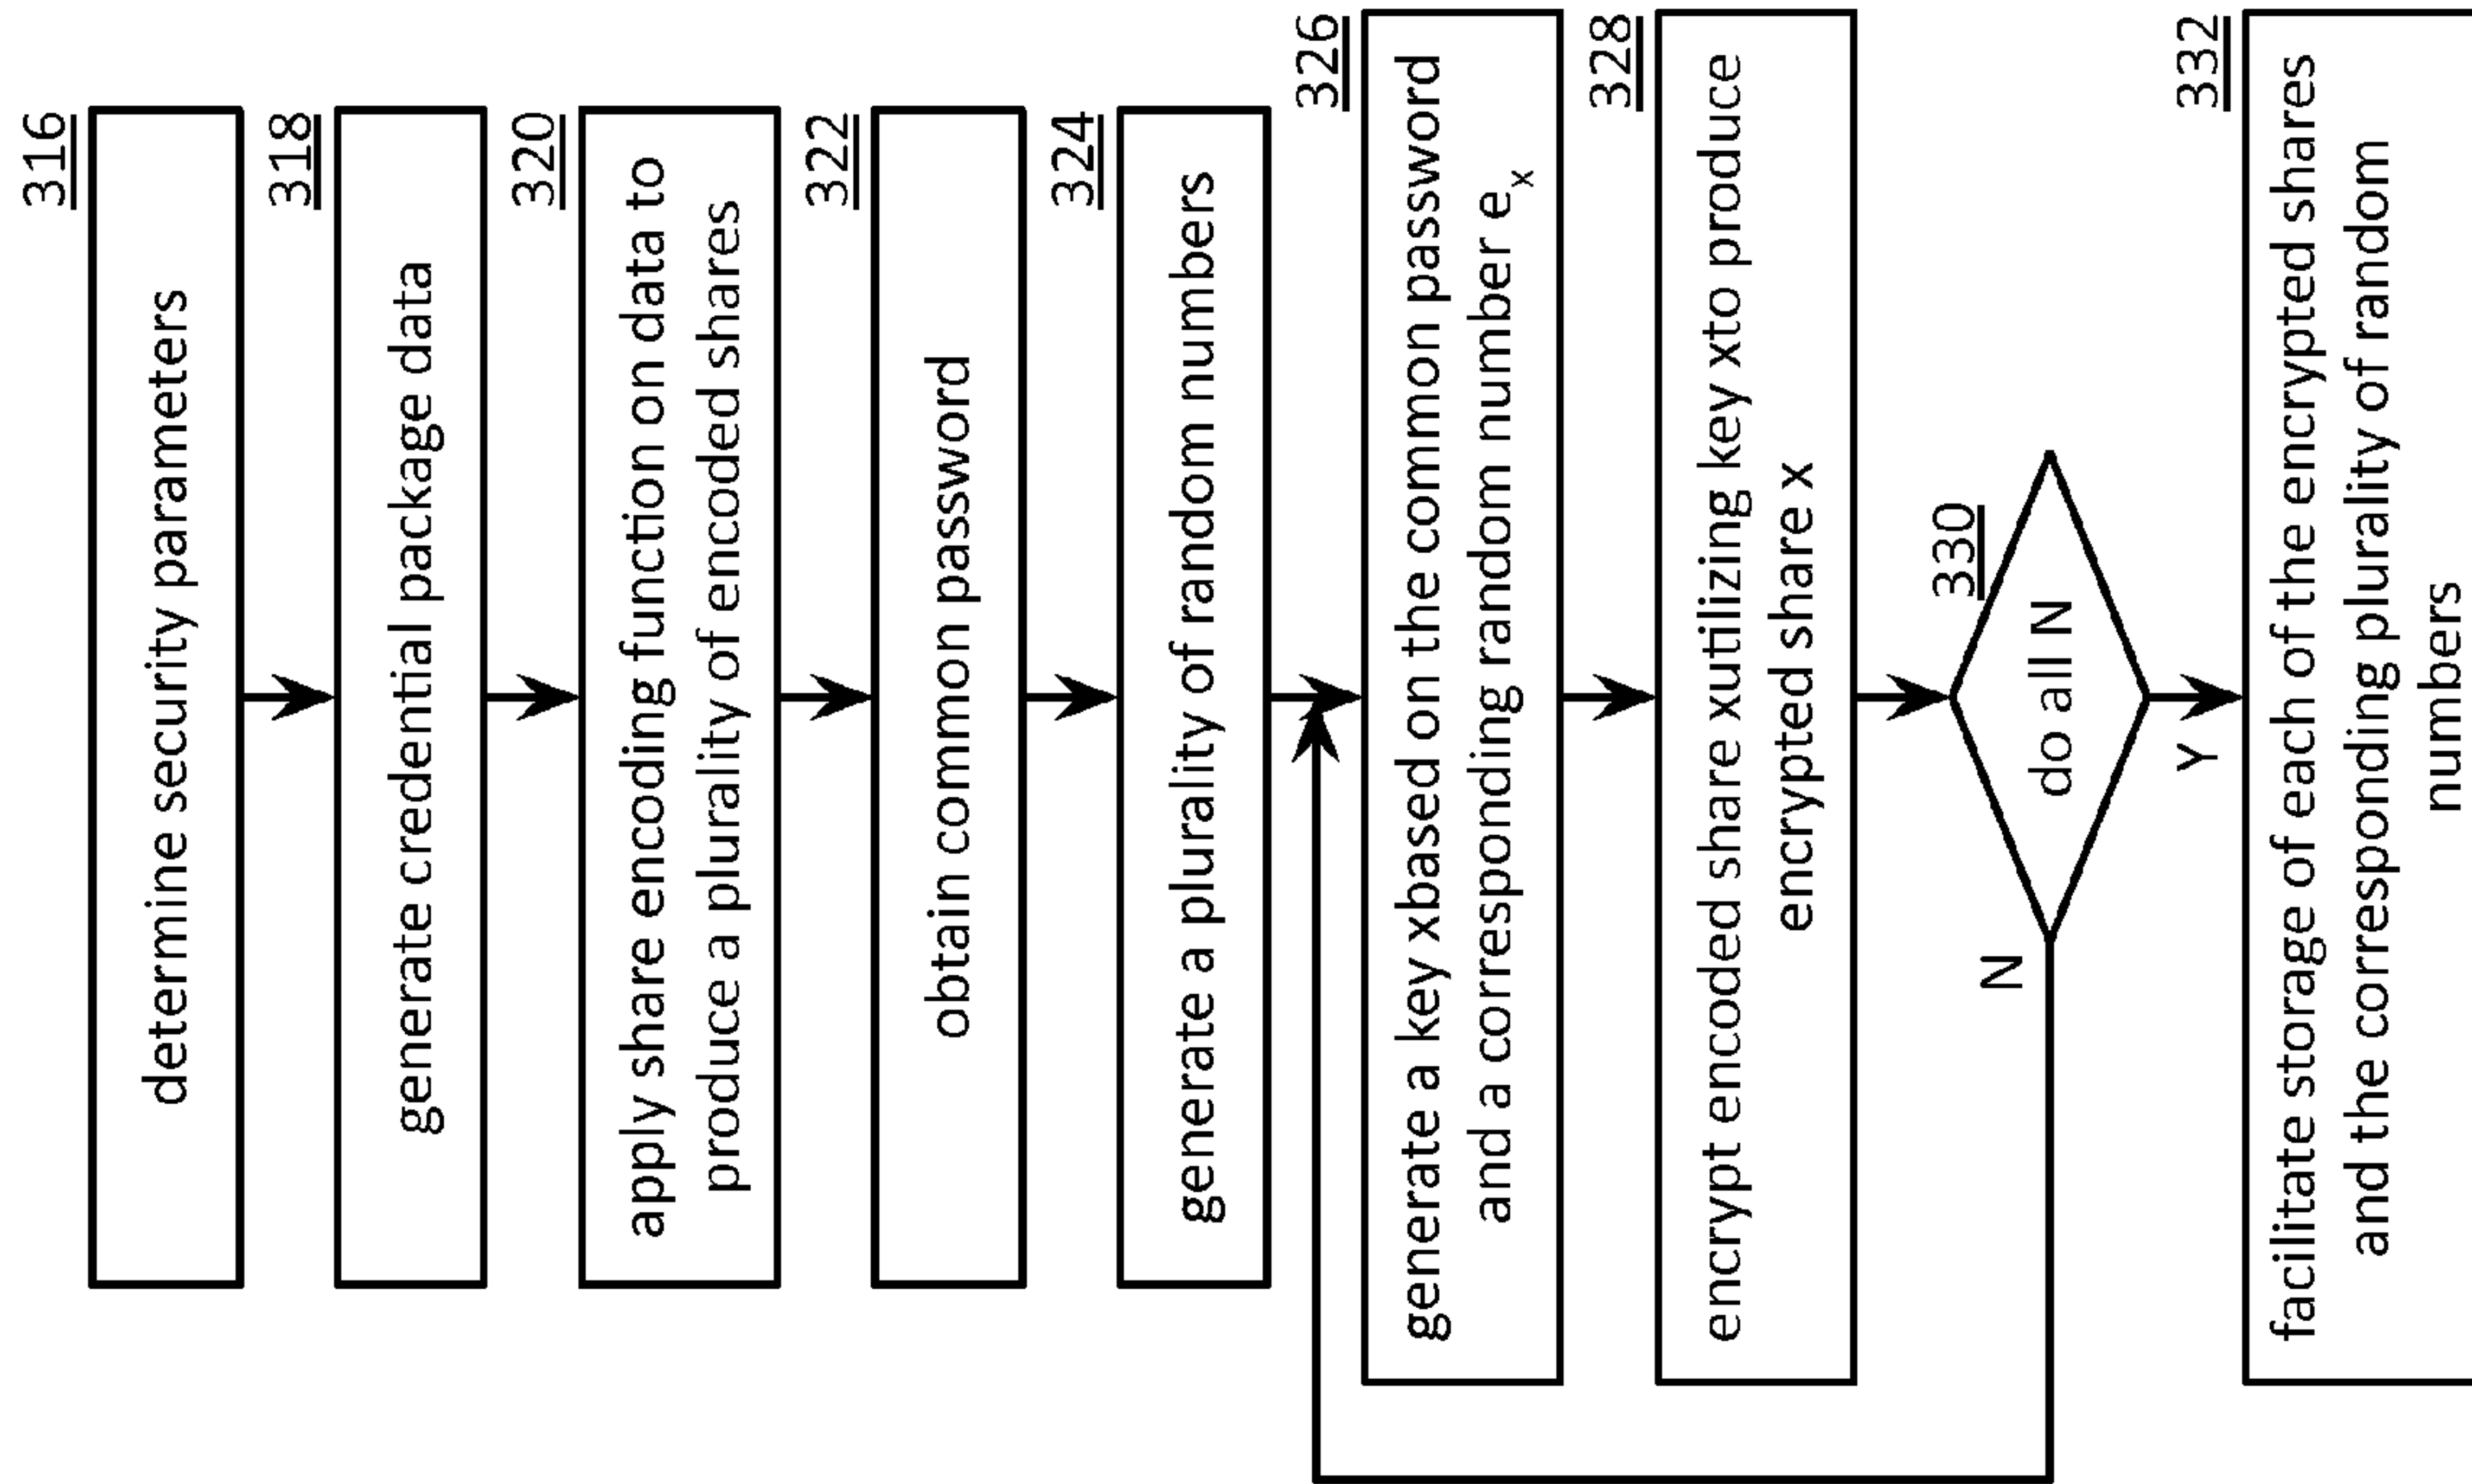 316
determine security parameters
318
generate credential package data
320
apply share encoding function on data to
produce a plurality of encoded shares
322
obtain common password
324
generate a plurality of random numbers
326
generate a key xbased on the common password
and a corresponding random number eₓ
328
encrypt encoded share xutilizing key xto produce
encrypted share x
330
do all N
N
Y
332
facilitate storage of each of the encrypted shares
and the corresponding plurality of random
numbers